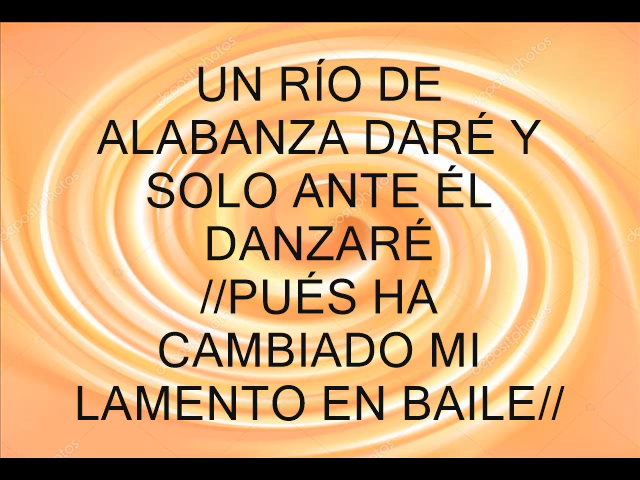 UN RÍO DE
ALABANZA DARÉ Y
SOLO ANTE ÉL
DANZARÉ
//PUÉS HA
CAMBIADO MI
LAMENTO EN BAILE//